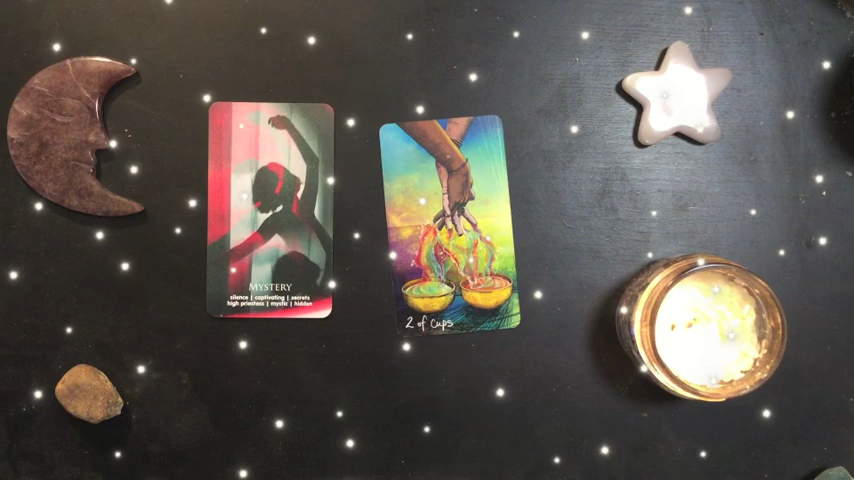 MYSTERY
silence | captivating | secrets
high priestess | mystic | hidden
2 of cups